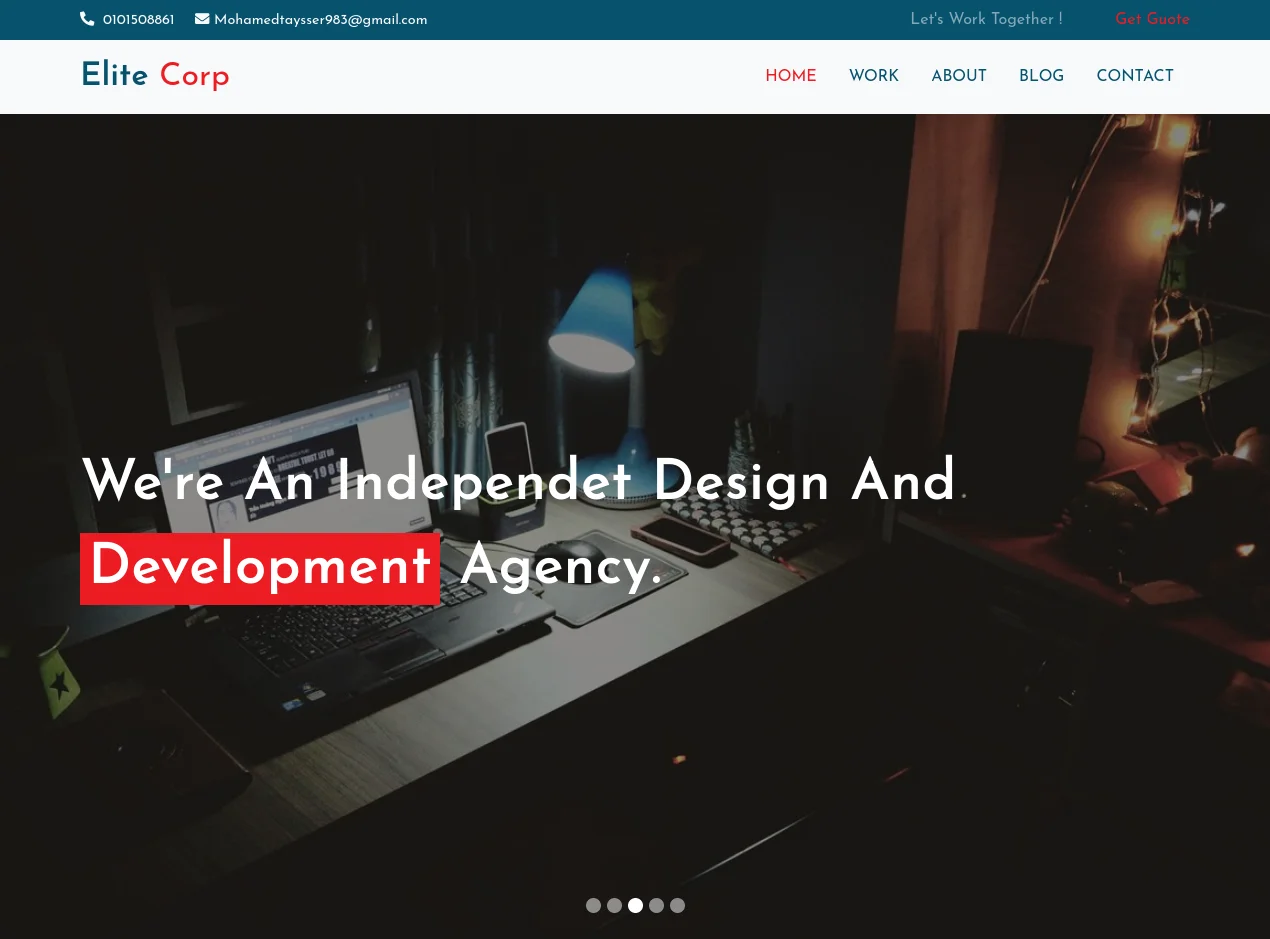 0101508861 Mohamedtaysser983@gmail.com Let's Work Together ! Get Guote
Elite Corp HOME WORK ABOUT BLOG CONTACT
We're An Independet Design And
Development Agency.